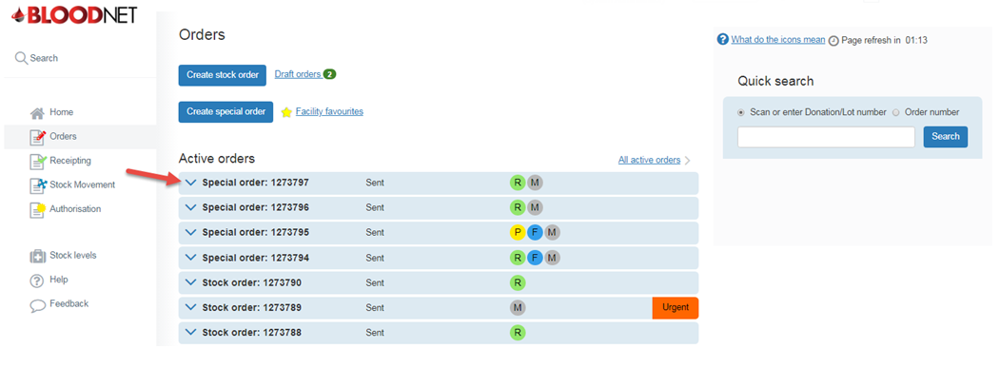 BLOODNET
Search
Home
Orders
Receipting
Stock Movement
Authorisation
Stock levels
Help
Feedback
Orders
Create stock order Draft orders 2
Create special order Facility favourites
Active orders All active orders
Special order: 1273797 Sent R M
Special order: 1273796 Sent R M
Special order: 1273795 Sent P F M
Special order: 1273794 Sent R F M
Stock order: 1273790 Sent R
Stock order: 1273789 Sent M Urgent
Stock order: 1273788 Sent R
? What do the icons mean Page refresh in 01:13
Quick search
Scan or enter Donation/Lot number Order number
Search